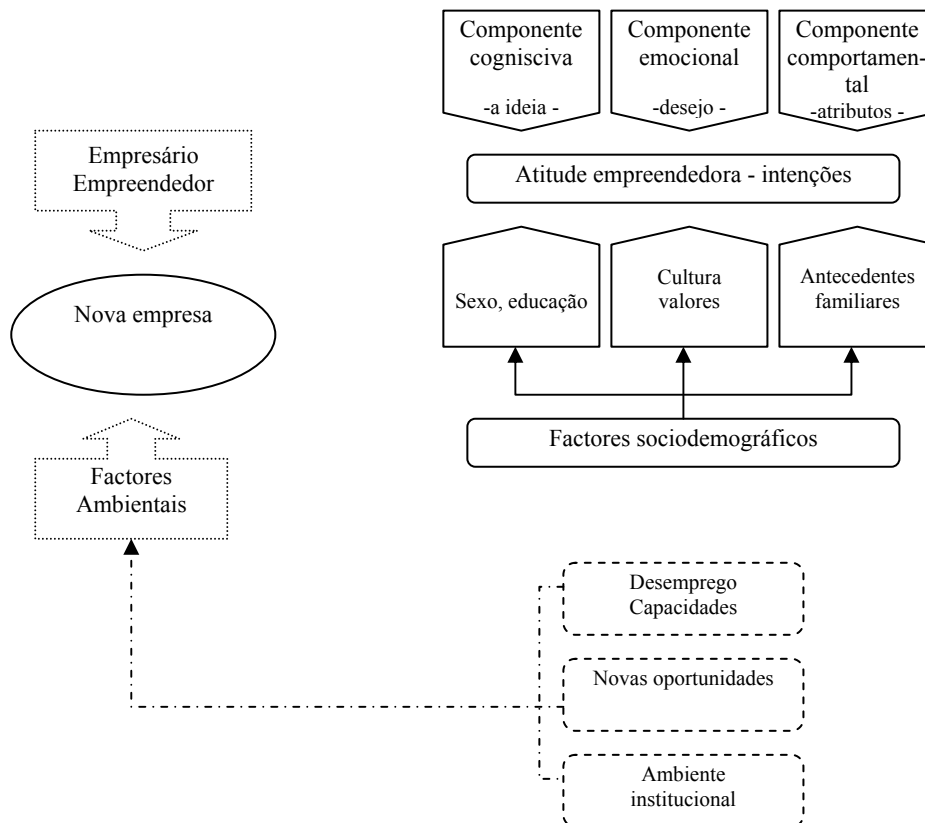 Componente
cognisciva
-a ideia -
Componente
emocional
-desejo -
Componente
comportamen-
tal
-atributos -
Empresário
Empreendedor
Atitude empreendedora - intenções
Nova empresa
Sexo, educação
Cultura
valores
Antecedentes
familiares
Factores sociodemográficos
Factores
Ambientais
Desemprego
Capacidades
Novas oportunidades
Ambiente
institucional